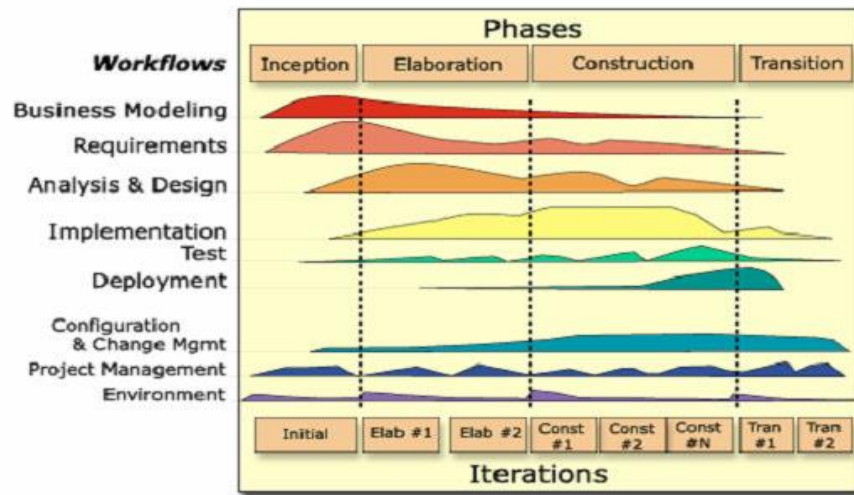 Phases
Workflows
Inception
Elaboration
Construction
Transition
Business Modeling
Requirements
Analysis & Design
Implementation
Test
Deployment
Configuration
& Change Mgmt
Project Management
Environment
Initial
Elab #1
Elab #2
Const
#1
Const
#2
Const
#N
Tran
#1
Tran
#2
Iterations